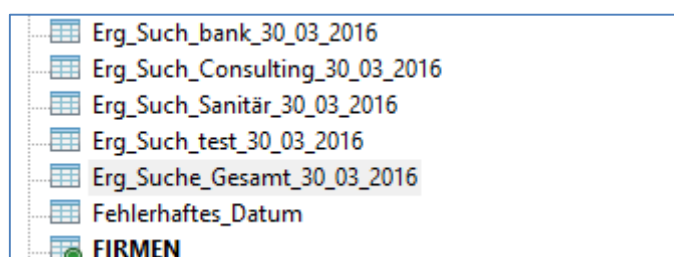 Erg_Such_bank_30_03_2016
Erg_Such_Consulting_30_03_2016
Erg_Such_Sanitär_30_03_2016
Erg_Such_test_30_03_2016
Erg_Suche_Gesamt_30_03_2016
Fehlerhaftes_Datum
FIRMEN